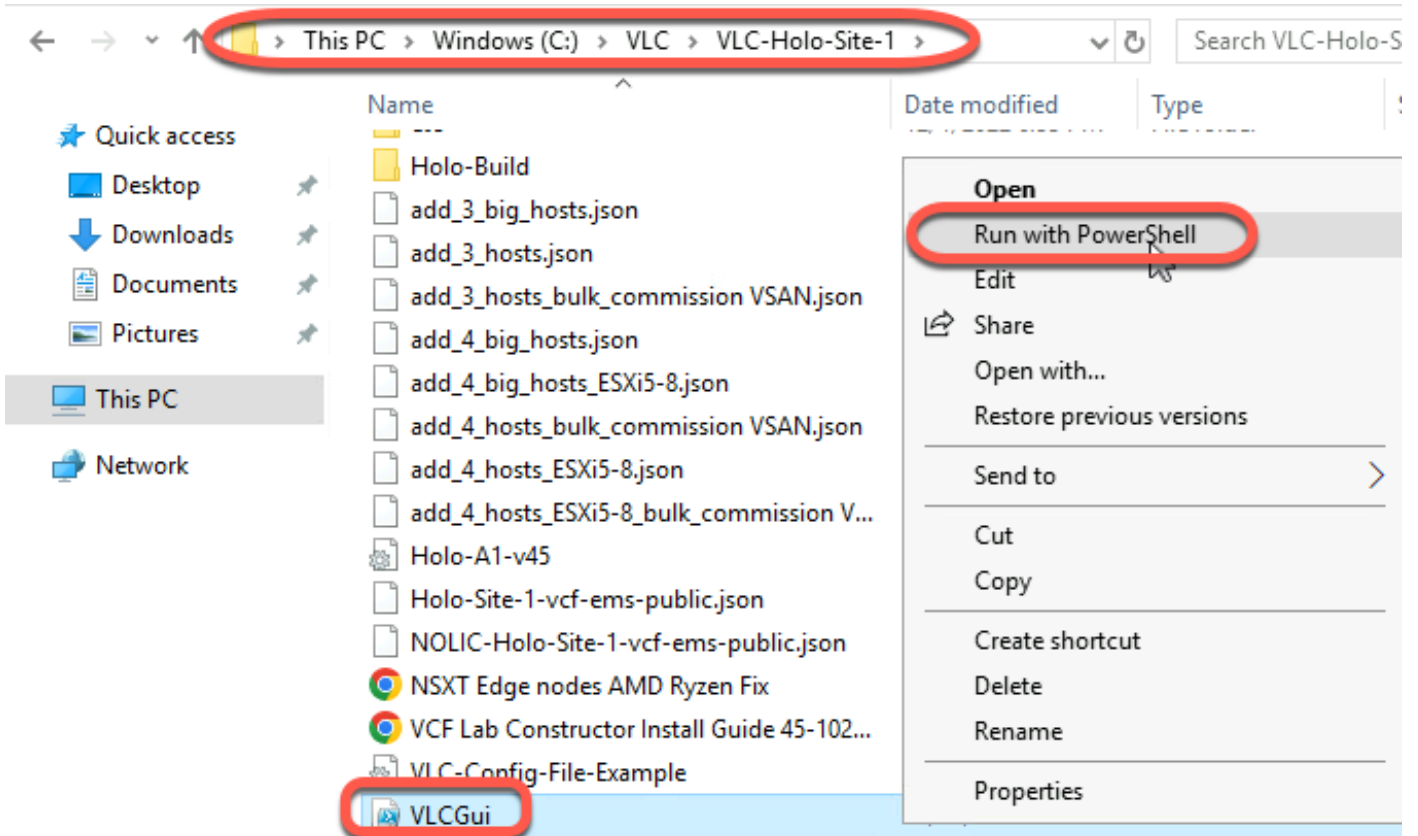 This PC > Windows (C:) > VLC > VLC-Holo-Site-1 >
Search VLC-Holo-S
Name
Date modified
Type
Quick access
Desktop
Downloads
Documents
Pictures
This PC
Network
Holo-Build
add_3_big_hosts.json
add_3_hosts.json
add_3_hosts_bulk_commission VSAN.json
add_4_big_hosts.json
add_4_big_hosts_ESXi5-8.json
add_4_hosts_bulk_commission VSAN.json
add_4_hosts_ESXi5-8.json
add_4_hosts_ESXi5-8_bulk_commission V...
Holo-A1-v45
Holo-Site-1-vcf-ems-public.json
NOLIC-Holo-Site-1-vcf-ems-public.json
NSXT Edge nodes AMD Ryzen Fix
VCF Lab Constructor Install Guide 45-102...
VLC-Config-File-Example
VLCGui
Open
Run with PowerShell
Edit
Share
Open with...
Restore previous versions
Send to
Cut
Copy
Create shortcut
Delete
Rename
Properties